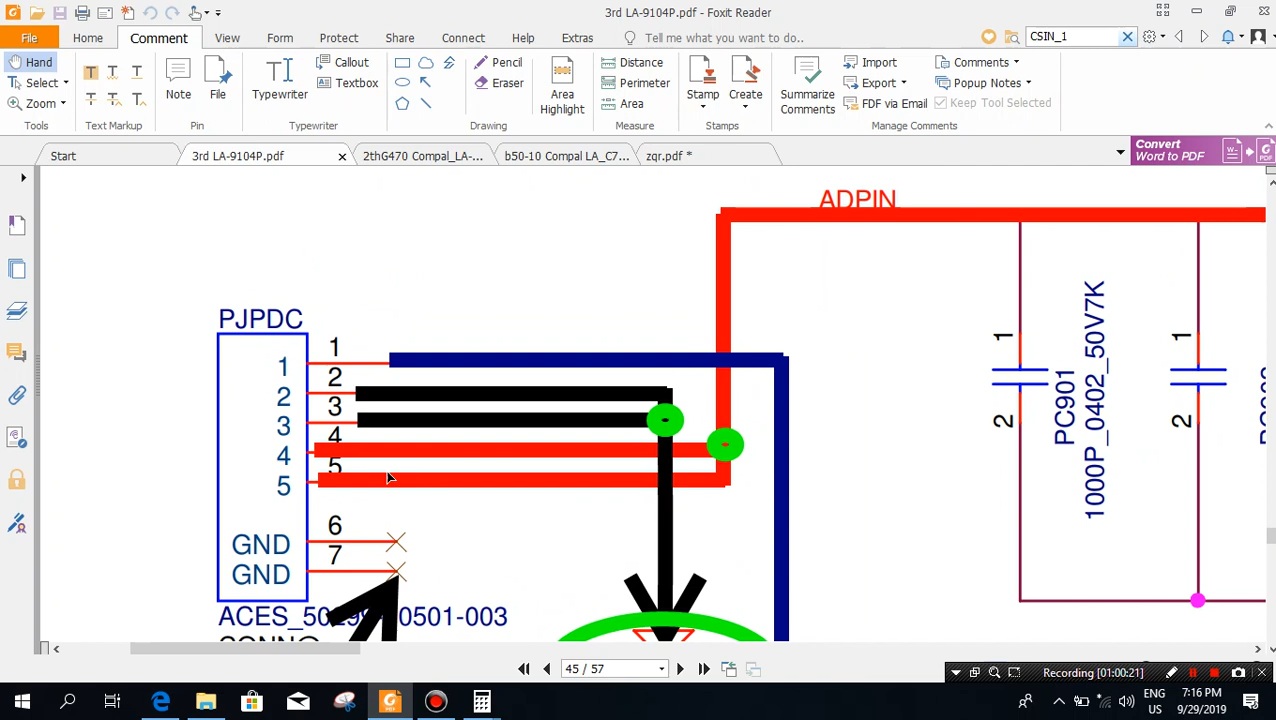 3rd LA-9104P.pdf - Foxit Reader
File Home Comment View Form Protect Share Connect Help Extras Tell me what you want to do.. CSIN_1
Hand
Select
Zoom
Tools
Text Markup
Note
File
Pin
Typewriter
Callout
Textbox
Typewriter
Pencil
Eraser
Drawing
Area Highlight
Distance
Perimeter
Area
Measure
Stamp
Create
Stamps
Summarize Comments
Import
Export
FDF via Email
Comments
Popup Notes
Keep Tool Selected
Manage Comments
Start 3rd LA-9104P.pdf 2thG470 Compal_LA-... b50-10 Compal LA_C7... zqr.pdf *
Convert
Word to PDF
PDF
ADPIN
PJPDC
1 1
2 2
3 3
4 4
5 5
GND 6
GND 7
1
2
PC901
1000P_0402_50V7K
1
2
45 / 57
Recording [01:00:21]
ENG
US
7:16 PM
9/29/2019